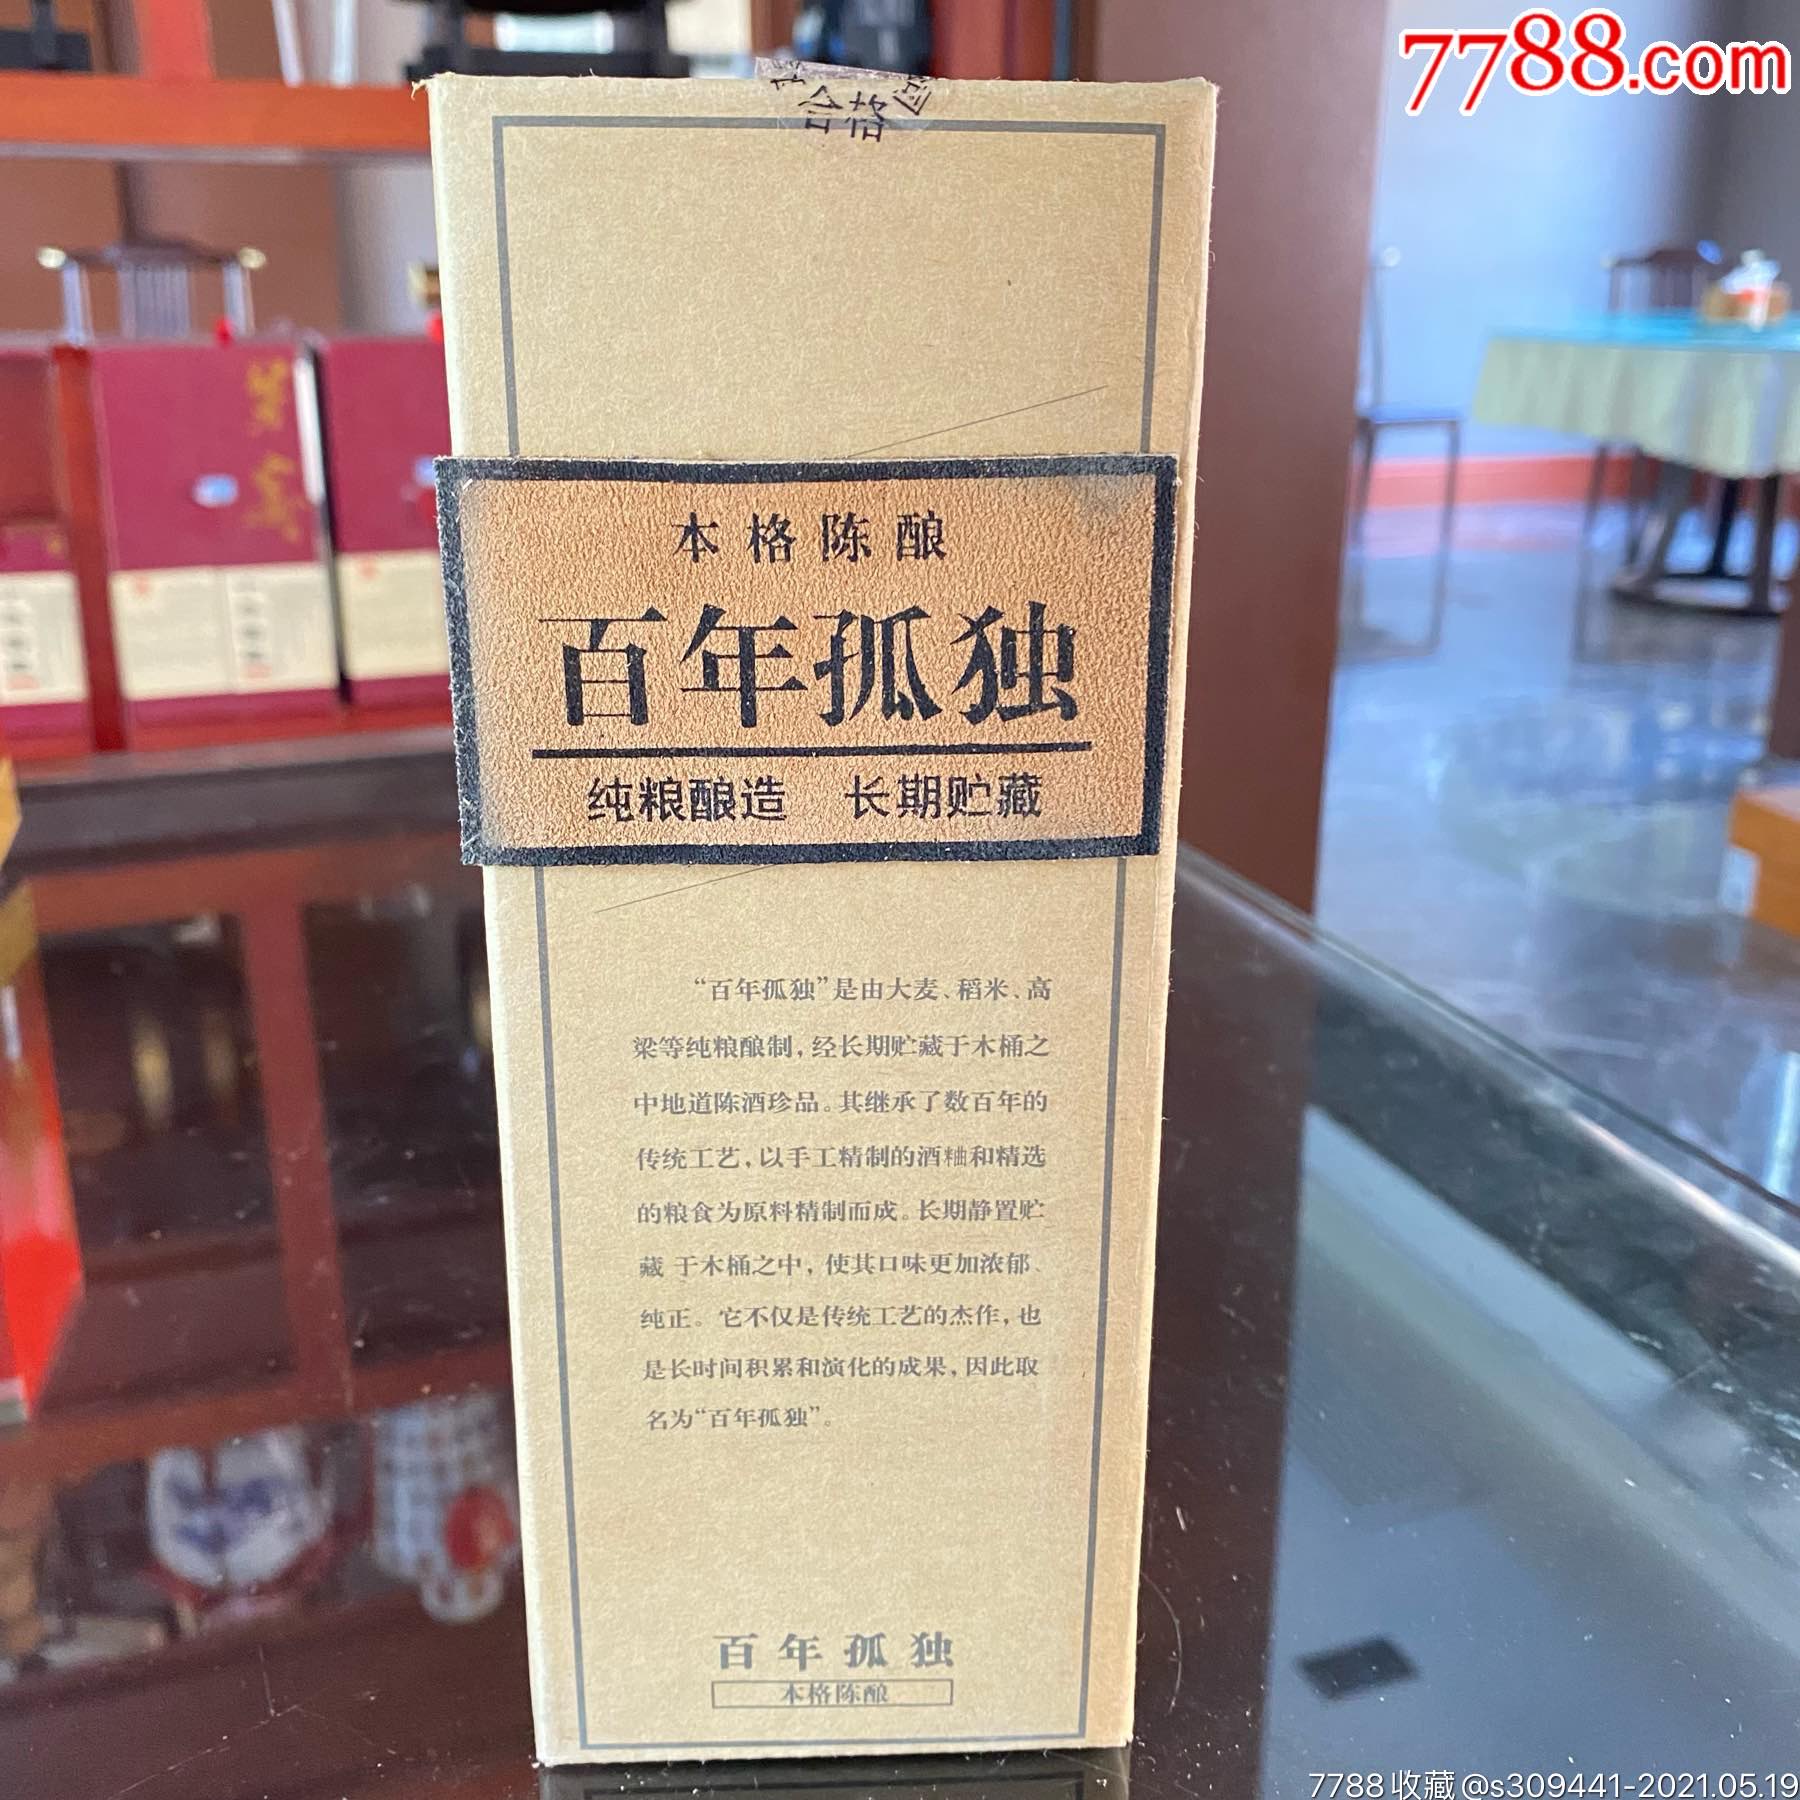 7788.com
合格
本格陈酿
百年孤独
纯粮酿造 长期贮藏
“百年孤独”是由大麦、稻米、高
梁等纯粮酿制，经长期贮藏于木桶之
中地道陈酒珍品。其继承了数百年的
传统工艺，以手工精制的酒粬和精选
的粮食为原料精制而成。长期静置贮
藏 于木桶之中，使其口味更加浓郁、
纯正。它不仅是传统工艺的杰作，也
是长时间积累和演化的成果，因此取
名为“百年孤独”。
百年孤独
本格陈酿
7788收藏@s309441-2021.05.19